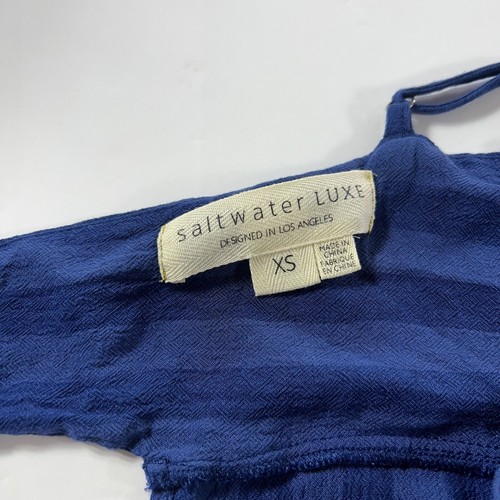 saltwater LUXE
DESIGNED IN LOS ANGELES
XS
MADE IN
CHINA
FABRIQUE
EN CHINE